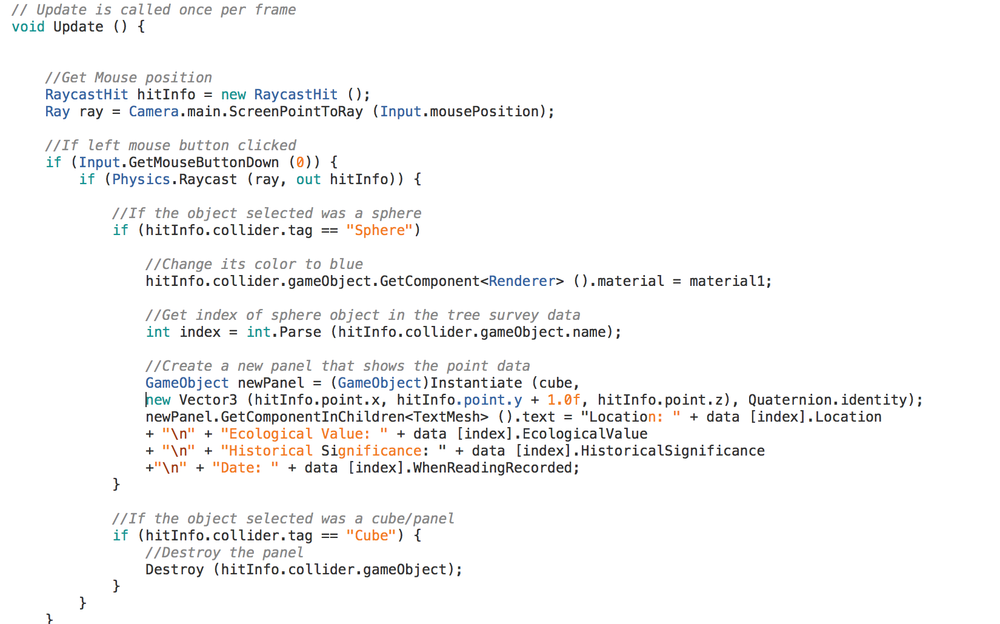 // Update is called once per frame
void Update () {
//Get Mouse position
RaycastHit hitInfo = new RaycastHit ();
Ray ray = Camera.main.ScreenPointToRay (Input.mousePosition);
//If left mouse button clicked
if (Input.GetMouseButtonDown (0)) {
if (Physics.Raycast (ray, out hitInfo)) {
//If the object selected was a sphere
if (hitInfo.collider.tag == "Sphere")
//Change its color to blue
hitInfo.collider.gameObject.GetComponent<Renderer> ().material = material1;
//Get index of sphere object in the tree survey data
int index = int.Parse (hitInfo.collider.gameObject.name);
//Create a new panel that shows the point data
GameObject newPanel = (GameObject)Instantiate (cube,
new Vector3 (hitInfo.point.x, hitInfo.point.y + 1.0f, hitInfo.point.z), Quaternion.identity);
newPanel.GetComponentInChildren<TextMesh> ().text = "Location: " + data [index].Location
+ "\n" + "Ecological Value: " + data [index].EcologicalValue
+ "\n" + "Historical Significance: " + data [index].HistoricalSignificance
+"\n" + "Date: " + data [index].WhenReadingRecorded;
}
//If the object selected was a cube/panel
if (hitInfo.collider.tag == "Cube") {
//Destroy the panel
Destroy (hitInfo.collider.gameObject);
}
}
}